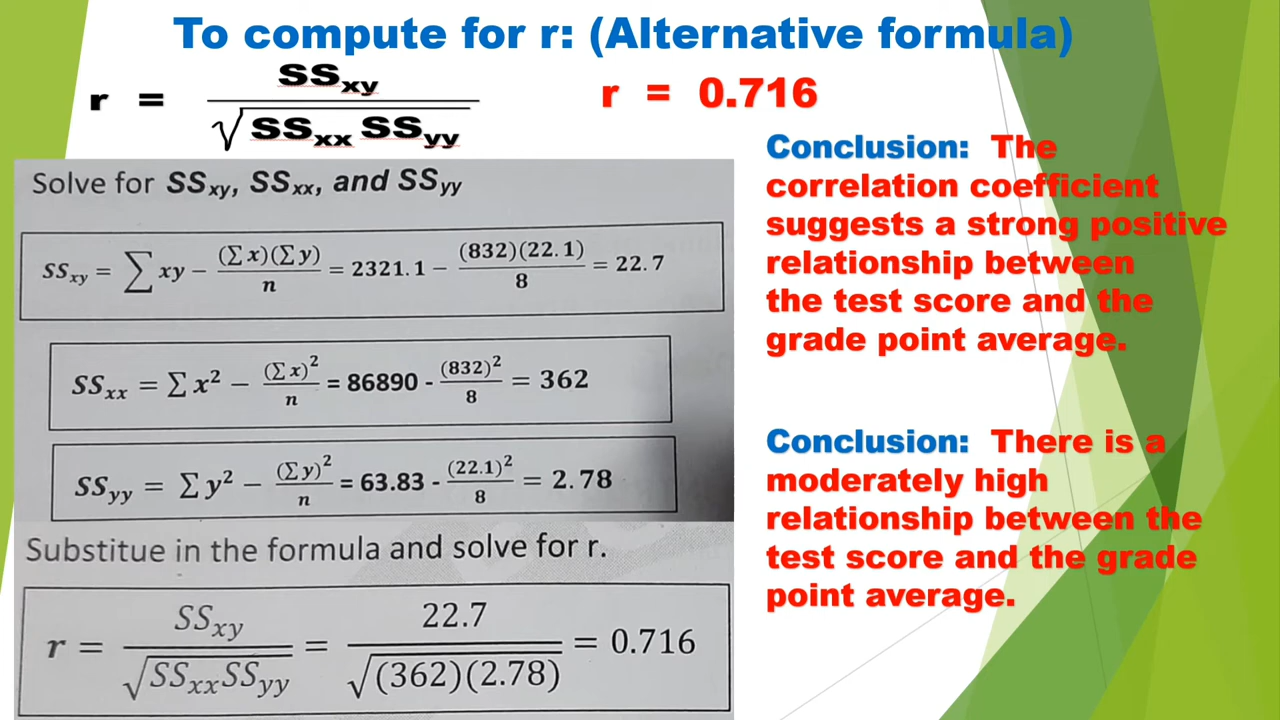 To compute for r: (Alternative formula)
r = SSxy / √SSxx SSyy
r = 0.716
Solve for SSxy, SSxx, and SSyy
SSxy = ∑ xy − (∑x)(∑y)/n = 2321.1 − (832)(22.1)/8 = 22.7
SSxx = ∑ x² − (∑x)²/n = 86890 - (832)²/8 = 362
SSyy = ∑ y² − (∑y)²/n = 63.83 - (22.1)²/8 = 2.78
Substitue in the formula and solve for r.
r = SSxy / √SSxxSSyy = 22.7 / √(362)(2.78) = 0.716
Conclusion: The
correlation coefficient
suggests a strong positive
relationship between
the test score and the
grade point average.
Conclusion: There is a
moderately high
relationship between the
test score and the grade
point average.